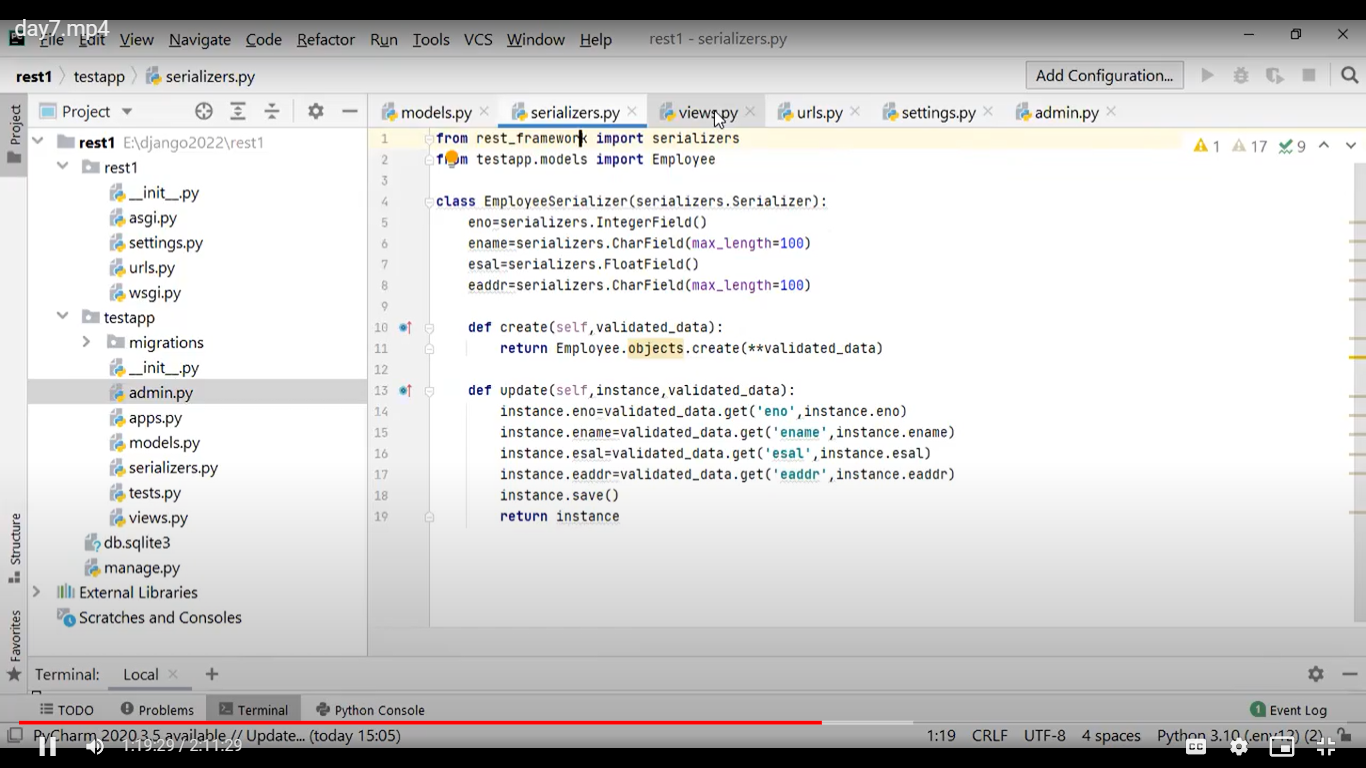 day7.mp4
File Edit View Navigate Code Refactor Run Tools VCS Window Help rest1 - serializers.py
rest1 testapp serializers.py Add Configuration...
Project
Project
models.py serializers.py views.py urls.py settings.py admin.py
rest1 E:\django2022\rest1
rest1
__init__.py
asgi.py
settings.py
urls.py
wsgi.py
testapp
migrations
__init__.py
admin.py
apps.py
models.py
serializers.py
tests.py
views.py
db.sqlite3
manage.py
External Libraries
Scratches and Consoles
Structure
Favorites
1 from rest_framework import serializers
2 from testapp.models import Employee
3
4 class EmployeeSerializer(serializers.Serializer):
5 eno=serializers.IntegerField()
6 ename=serializers.CharField(max_length=100)
7 esal=serializers.FloatField()
8 eaddr=serializers.CharField(max_length=100)
9
10 def create(self,validated_data):
11 return Employee.objects.create(**validated_data)
12
13 def update(self,instance,validated_data):
14 instance.eno=validated_data.get('eno',instance.eno)
15 instance.ename=validated_data.get('ename',instance.ename)
16 instance.esal=validated_data.get('esal',instance.esal)
17 instance.eaddr=validated_data.get('eaddr',instance.eaddr)
18 instance.save()
19 return instance
1 17 9
Terminal: Local
TODO Problems Terminal Python Console 1 Event Log
PyCharm 2020.3.5 available // Update... (today 15:05) 1:19 CRLF UTF-8 4 spaces Python 3.10 (.env12) (2)
1:19:29 / 2:11:29
CC